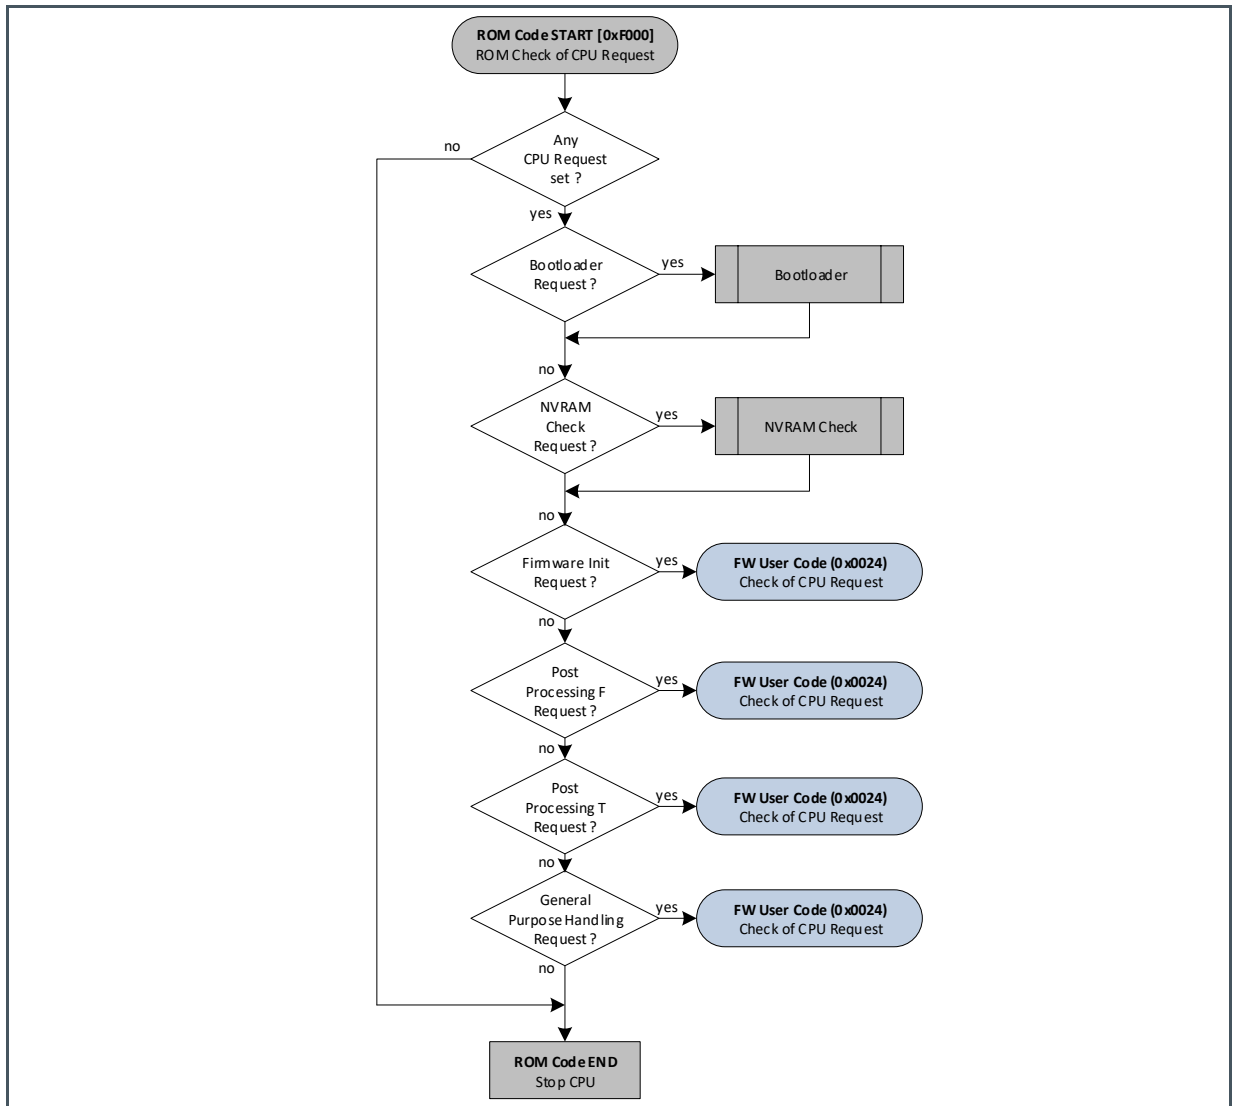 ROM Code START [0xF000]
ROM Check of CPU Request
no
Any
CPU Request
set ?
yes
Bootloader
Request ?
yes
Bootloader
no
NVRAM
Check
Request ?
yes
NVRAM Check
no
Firmware Init
Request ?
yes
FW User Code (0x0024)
Check of CPU Request
no
Post
Processing F
Request ?
yes
FW User Code (0x0024)
Check of CPU Request
no
Post
Processing T
Request ?
yes
FW User Code (0x0024)
Check of CPU Request
no
General
Purpose Handling
Request ?
yes
FW User Code (0x0024)
Check of CPU Request
no
ROM Code END
Stop CPU